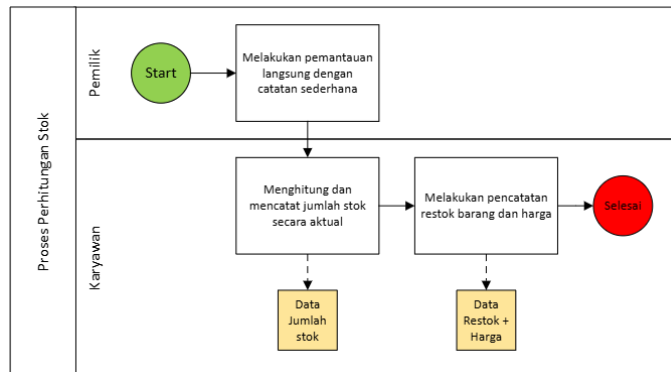 Proses Perhitungan Stok
Pemilik
Start
Melakukan pemantauan
langsung dengan
catatan sederhana
Karyawan
Menghitung dan
mencatat jumlah stok
secara aktual
Melakukan pencatatan
restok barang dan harga
Selesai
Data
Jumlah
stok
Data
Restok +
Harga